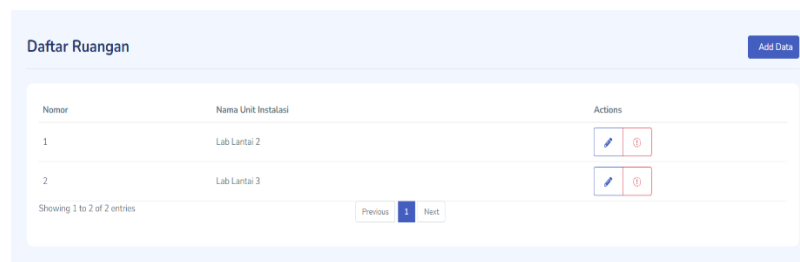 Daftar Ruangan Add Data
Nomor Nama Unit Instalasi Actions
1 Lab Lantai 2
2 Lab Lantai 3
Showing 1 to 2 of 2 entries Previous 1 Next